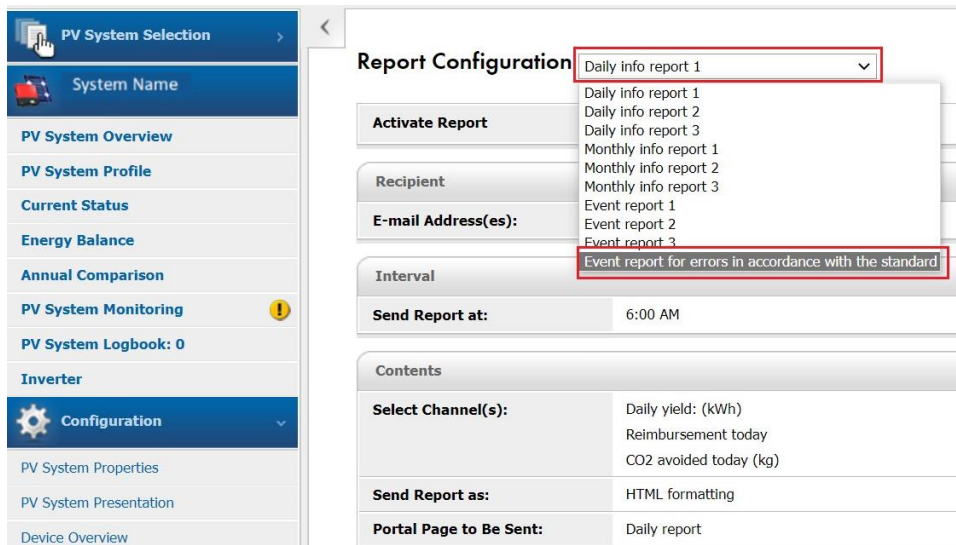 PV System Selection
System Name
PV System Overview
PV System Profile
Current Status
Energy Balance
Annual Comparison
PV System Monitoring
PV System Logbook: 0
Inverter
Configuration
PV System Properties
PV System Presentation
Device Overview
Report Configuration
Daily info report 1
Daily info report 1
Daily info report 2
Daily info report 3
Monthly info report 1
Monthly info report 2
Monthly info report 3
Event report 1
Event report 2
Event report 3
Event report for errors in accordance with the standard
Activate Report
Recipient
E-mail Address(es):
Interval
Send Report at: 6:00 AM
Contents
Select Channel(s): Daily yield: (kWh)
Reimbursement today
CO2 avoided today (kg)
Send Report as: HTML formatting
Portal Page to Be Sent: Daily report